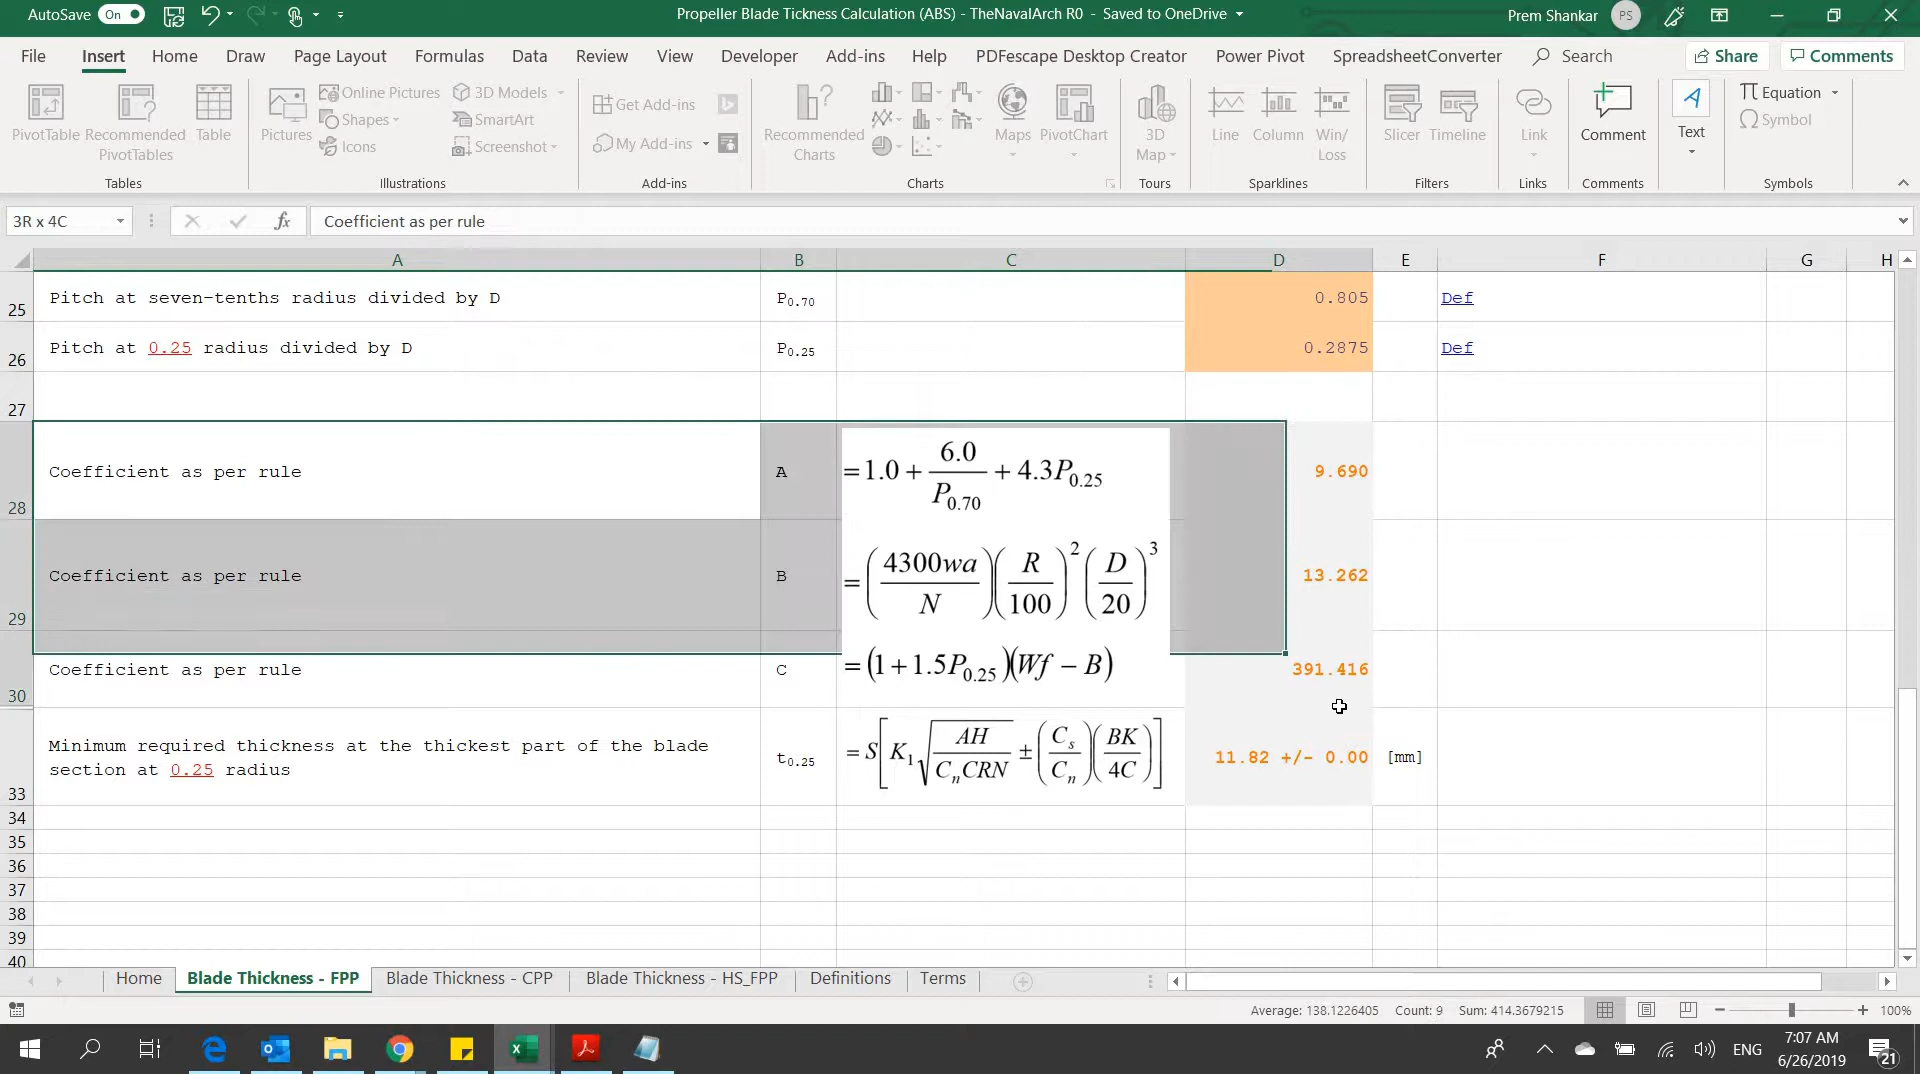 AutoSave On
Propeller Blade Tickness Calculation (ABS) - TheNavalArch R0 - Saved to OneDrive
Prem Shankar PS
File Insert Home Draw Page Layout Formulas Data Review View Developer Add-ins Help PDFescape Desktop Creator Power Pivot SpreadsheetConverter Search Share Comments
PivotTable
Recommended PivotTables
Table
Tables
Pictures
Online Pictures
Shapes
Icons
3D Models
SmartArt
Screenshot
Illustrations
Get Add-ins
My Add-ins
Add-ins
Recommended Charts
Maps
PivotChart
Charts
3D Map
Tours
Line
Column
Win/Loss
Sparklines
Slicer
Timeline
Filters
Link
Links
Comment
Comments
A
Text
π Equation
Ω Symbol
Symbols
3R x 4C fx Coefficient as per rule
A B C D E F G H
25 Pitch at seven-tenths radius divided by D P0.70 0.805 Def
26 Pitch at 0.25 radius divided by D P0.25 0.2875 Def
27
28 Coefficient as per rule A =1.0+6.0/P0.70+4.3P0.25 9.690
29 Coefficient as per rule B =(4300wa/N)(R/100)²(D/20)³ 13.262
30 Coefficient as per rule C =(1+1.5P0.25)(Wf−B) 391.416
33 Minimum required thickness at the thickest part of the blade section at 0.25 radius t0.25 =S[K1√(AH/CnCRN)±(Cs/Cn)(BK/4C)] 11.82 +/- 0.00 [mm]
34
35
36
37
38
39
40
Home Blade Thickness - FPP Blade Thickness - CPP Blade Thickness - HS_FPP Definitions Terms
Average: 138.1226405 Count: 9 Sum: 414.3679215 100%
ENG
7:07 AM
6/26/2019
21